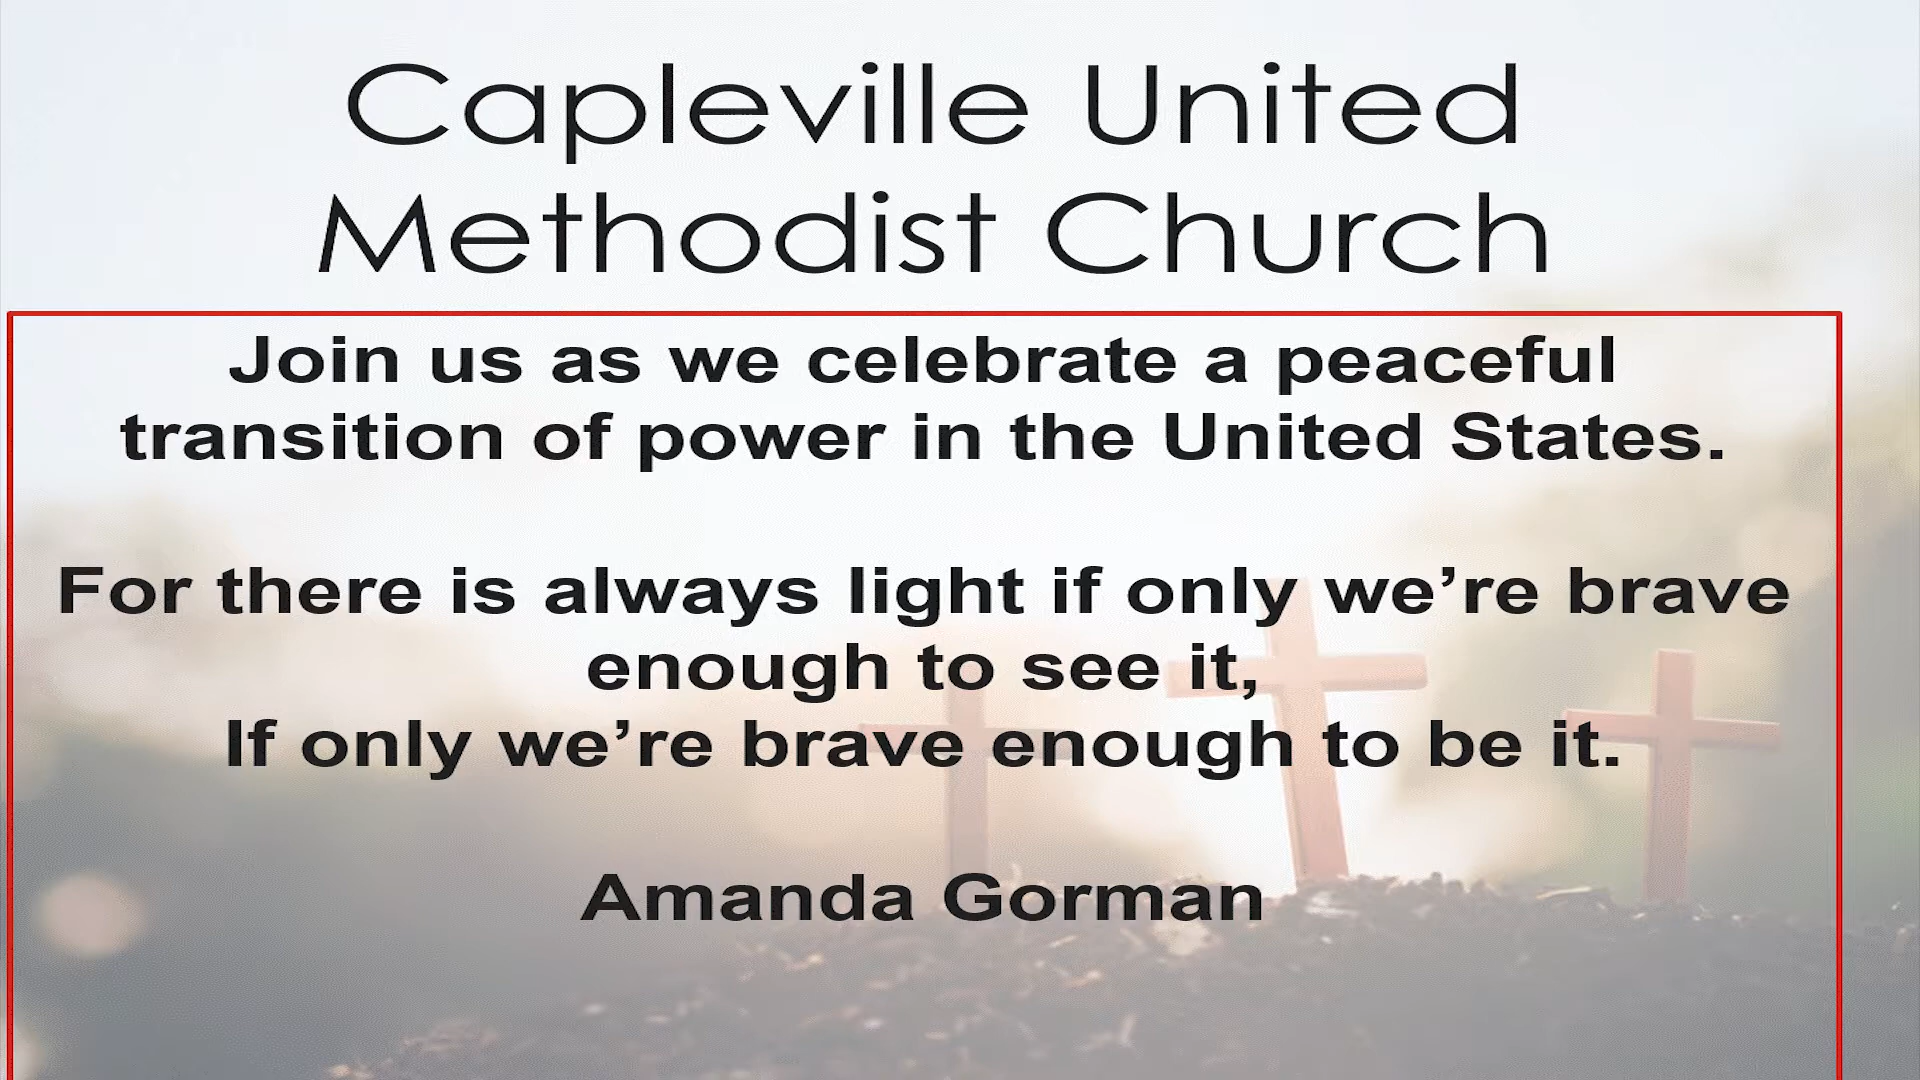 Capleville United
Methodist Church
Join us as we celebrate a peaceful
transition of power in the United States.
For there is always light if only we’re brave
enough to see it,
If only we’re brave enough to be it.
Amanda Gorman